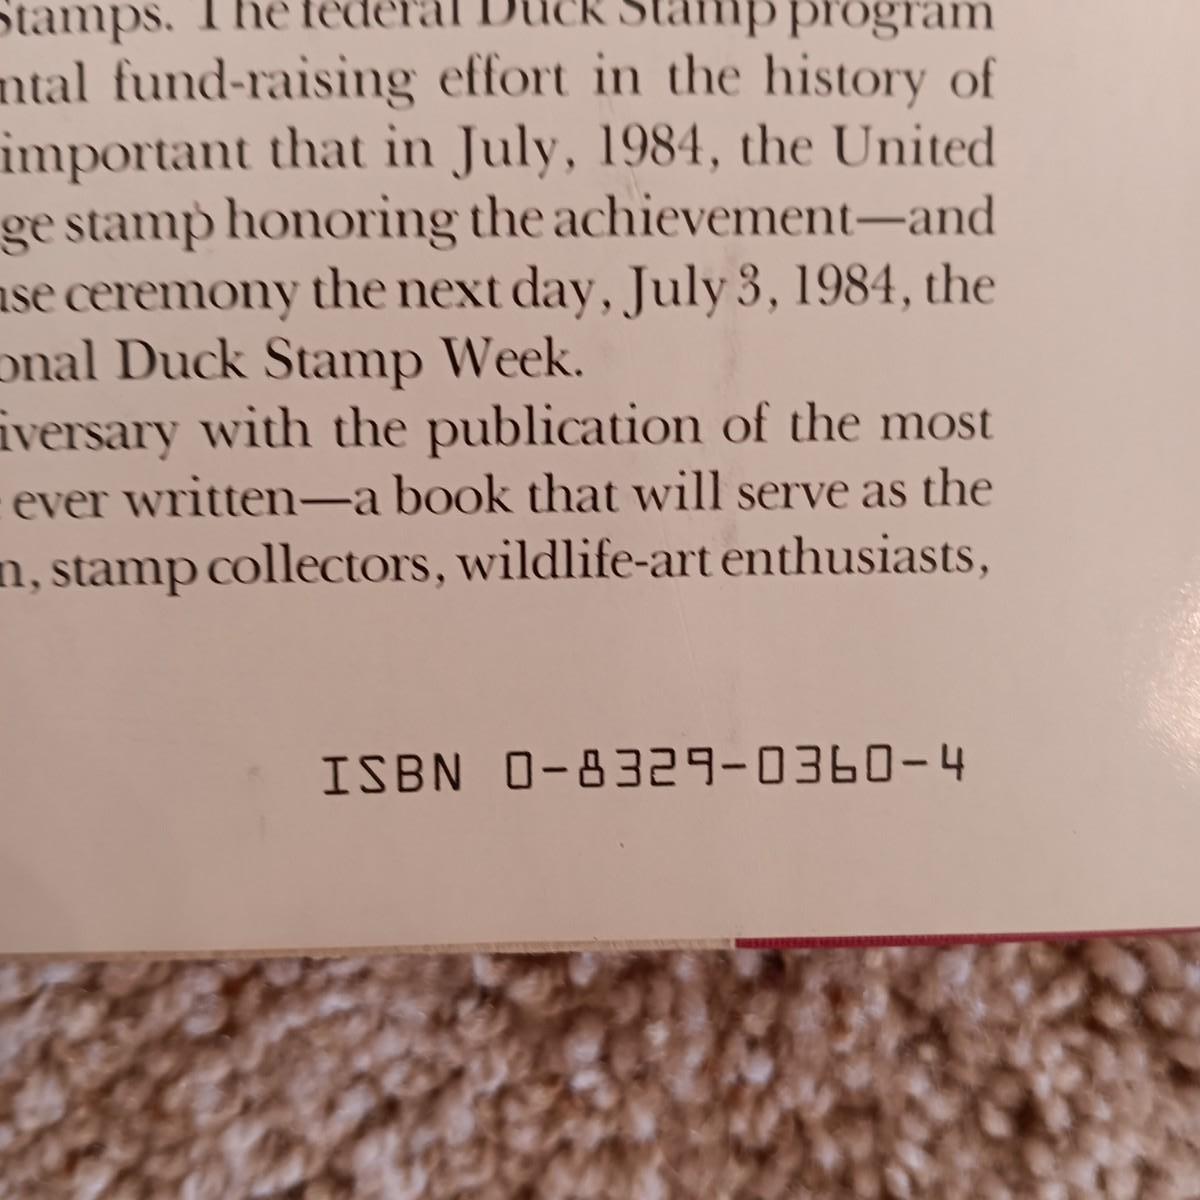 Stamps. The federal Duck Stamp program
ntal fund-raising effort in the history of
important that in July, 1984, the United
ge stamp honoring the achievement—and
use ceremony the next day, July 3, 1984, the
onal Duck Stamp Week.
iversary with the publication of the most
ever written—a book that will serve as the
n, stamp collectors, wildlife-art enthusiasts,
ISBN 0-8329-0360-4